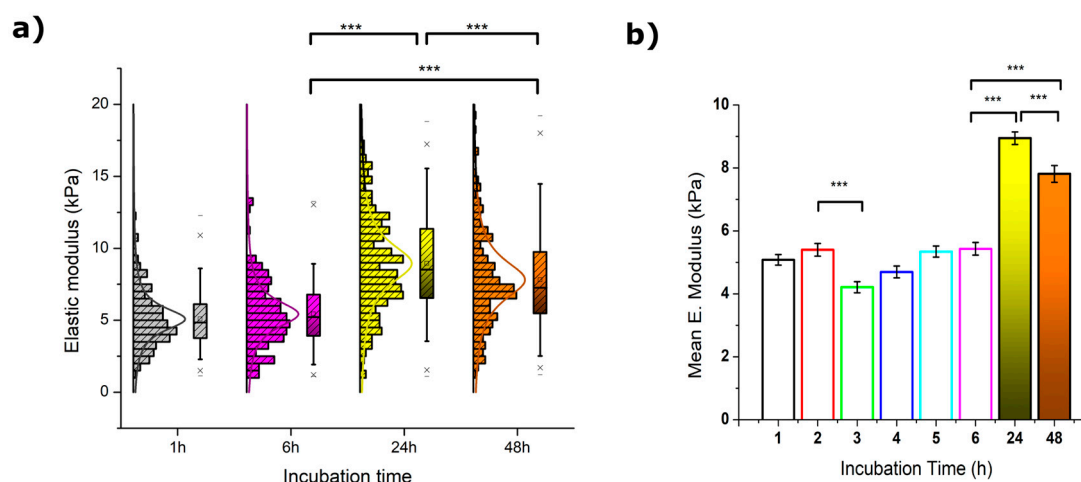 a)
***
***
***
20
15
10
5
0
Elastic modulus (kPa)
1h
6h
24h
48h
Incubation time
b)
***
***
***
***
10
8
6
4
2
0
Mean E. Modulus (kPa)
1
2
3
4
5
6
24
48
Incubation Time (h)